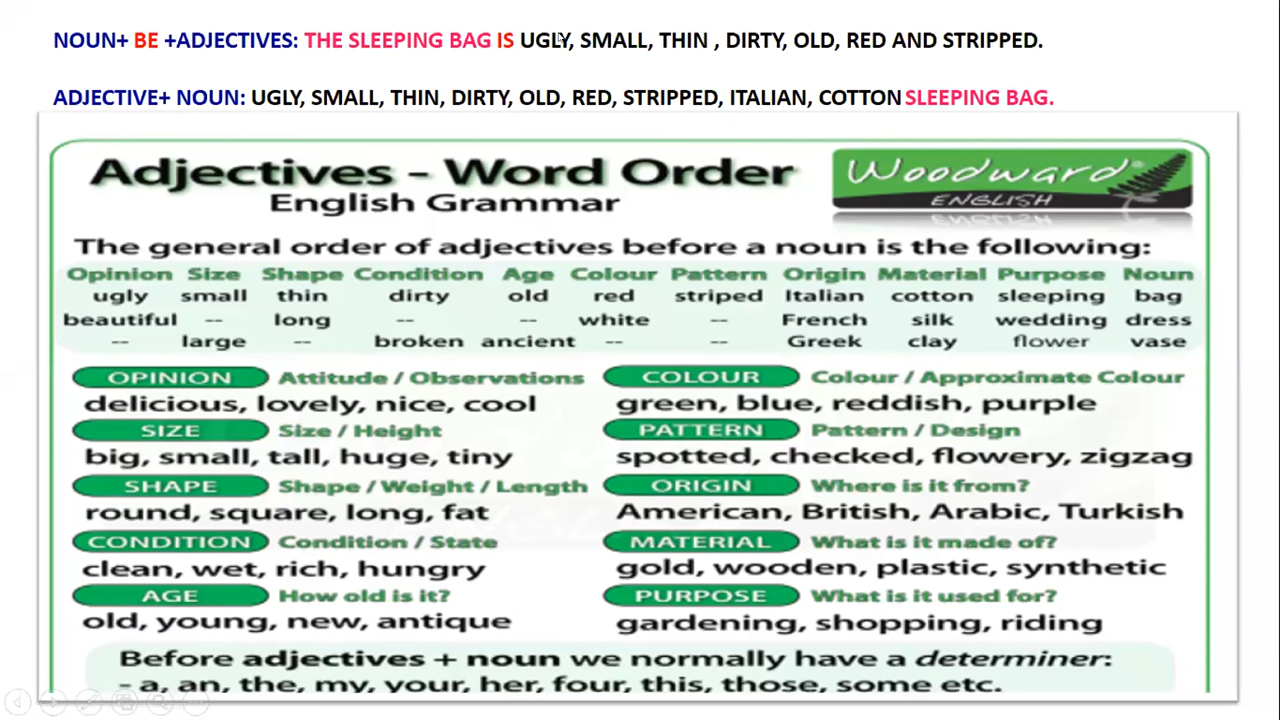 NOUN+ BE +ADJECTIVES: THE SLEEPING BAG IS UGLY, SMALL, THIN , DIRTY, OLD, RED AND STRIPPED.
ADJECTIVE+ NOUN: UGLY, SMALL, THIN, DIRTY, OLD, RED, STRIPPED, ITALIAN, COTTON SLEEPING BAG.
Adjectives - Word Order
English Grammar
Woodward®
ENGLISH
The general order of adjectives before a noun is the following:
Opinion Size Shape Condition Age Colour Pattern Origin Material Purpose Noun
ugly small thin dirty old red striped Italian cotton sleeping bag
beautiful -- long -- -- white -- French silk wedding dress
-- large -- broken ancient -- -- Greek clay flower vase
OPINION Attitude / Observations
delicious, lovely, nice, cool
SIZE Size / Height
big, small, tall, huge, tiny
SHAPE Shape / Weight / Length
round, square, long, fat
CONDITION Condition / State
clean, wet, rich, hungry
AGE How old is it?
old, young, new, antique
COLOUR Colour / Approximate Colour
green, blue, reddish, purple
PATTERN Pattern / Design
spotted, checked, flowery, zigzag
ORIGIN Where is it from?
American, British, Arabic, Turkish
MATERIAL What is it made of?
gold, wooden, plastic, synthetic
PURPOSE What is it used for?
gardening, shopping, riding
Before adjectives + noun we normally have a determiner:
- a, an, the, my, your, her, four, this, those, some etc.